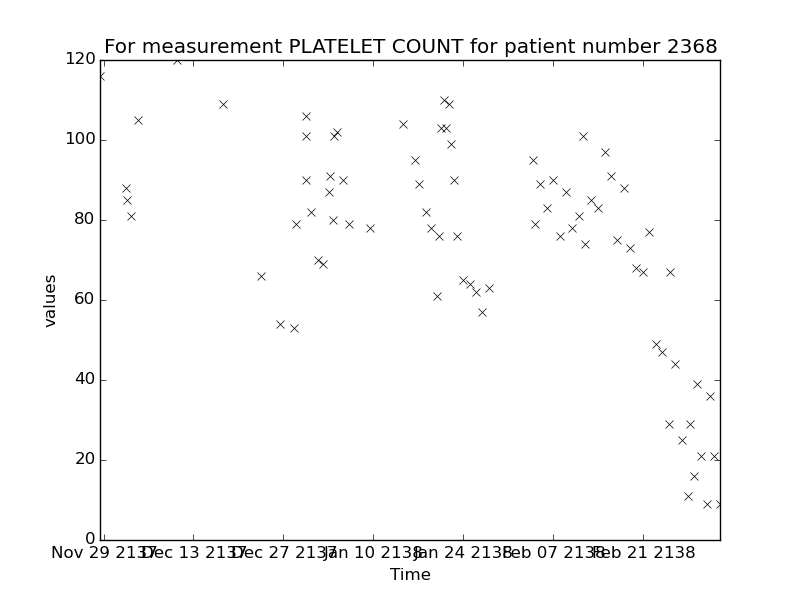 For measurement PLATELET COUNT for patient number 2368
120
100
80
60
40
20
0
values
Nov 29 2137 Dec 13 2137 Dec 27 2137 Jan 10 2138 Jan 24 2138 Feb 07 2138 Feb 21 2138
Time